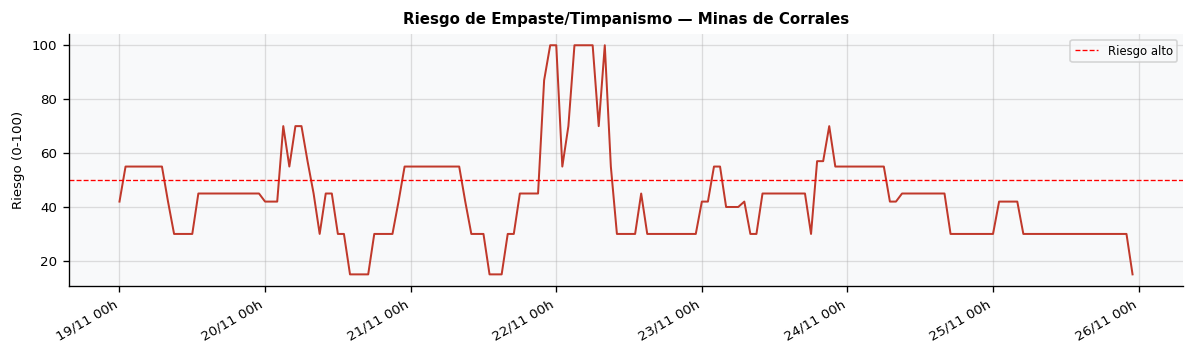 Riesgo de Empaste/Timpanismo — Minas de Corrales
Riesgo alto
Riesgo (0-100)
100
80
60
40
20
19/11 00h
20/11 00h
21/11 00h
22/11 00h
23/11 00h
24/11 00h
25/11 00h
26/11 00h